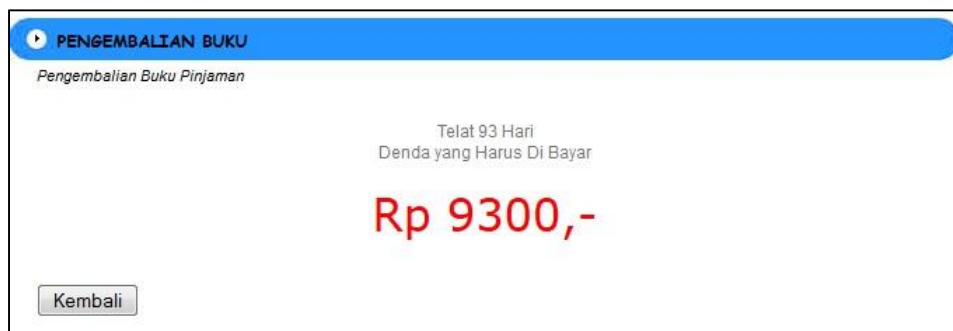 PENGEMBALIAN BUKU
Pengembalian Buku Pinjaman
Telat 93 Hari
Denda yang Harus Di Bayar
Rp 9300,-
Kembali